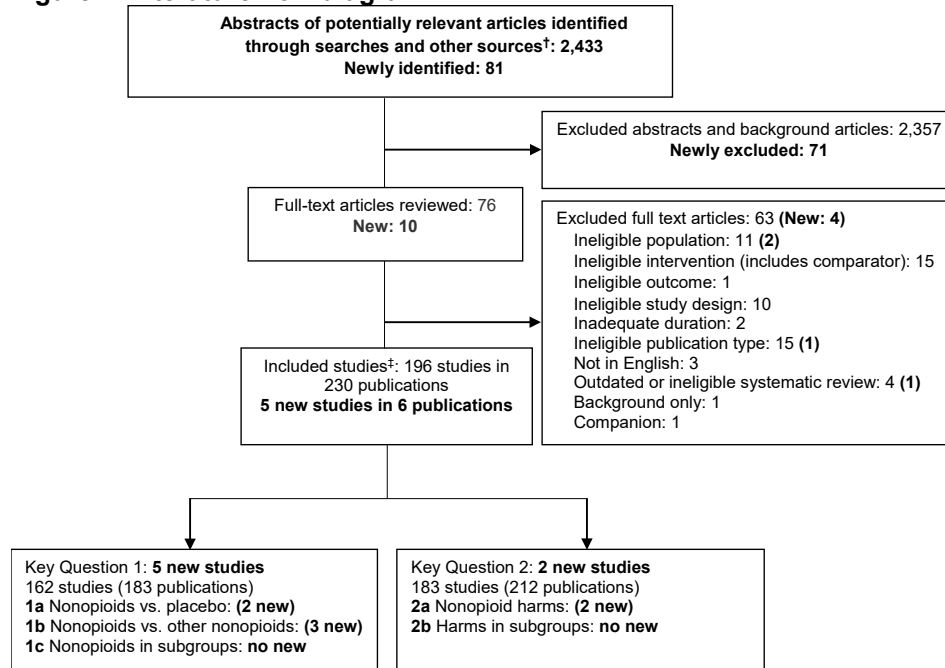 Abstracts of potentially relevant articles identified
through searches and other sources†: 2,433
Newly identified: 81
Excluded abstracts and background articles: 2,357
Newly excluded: 71
Full-text articles reviewed: 76
New: 10
Excluded full text articles: 63 (New: 4)
Ineligible population: 11 (2)
Ineligible intervention (includes comparator): 15
Ineligible outcome: 1
Ineligible study design: 10
Inadequate duration: 2
Ineligible publication type: 15 (1)
Not in English: 3
Outdated or ineligible systematic review: 4 (1)
Background only: 1
Companion: 1
Included studies‡: 196 studies in
230 publications
5 new studies in 6 publications
Key Question 1: 5 new studies
162 studies (183 publications)
1a Nonopioids vs. placebo: (2 new)
1b Nonopioids vs. other nonopioids: (3 new)
1c Nonopioids in subgroups: no new
Key Question 2: 2 new studies
183 studies (212 publications)
2a Nonopioid harms: (2 new)
2b Harms in subgroups: no new